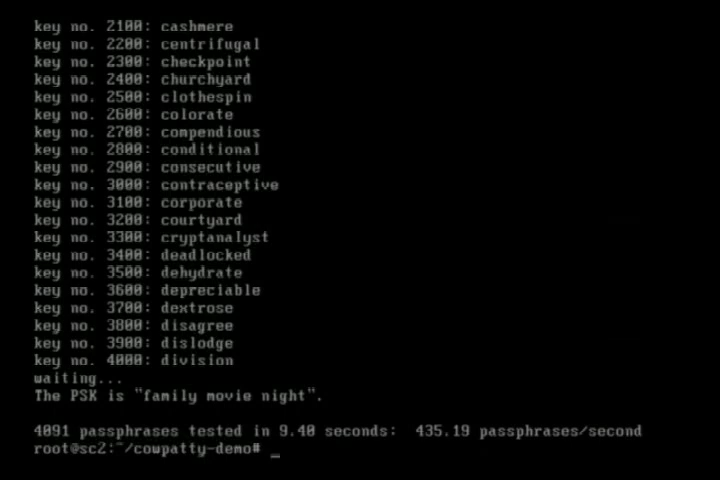 key no. 2100: cashmere
key no. 2200: centrifugal
key no. 2300: checkpoint
key no. 2400: churchyard
key no. 2500: clothespin
key no. 2600: colorate
key no. 2700: compendious
key no. 2800: conditional
key no. 2900: consecutive
key no. 3000: contraceptive
key no. 3100: corporate
key no. 3200: courtyard
key no. 3300: cryptanalyst
key no. 3400: deadlocked
key no. 3500: dehydrate
key no. 3600: depreciable
key no. 3700: dextrose
key no. 3800: disagree
key no. 3900: dislodge
key no. 4000: division
waiting...
The PSK is "family movie night".
4091 passphrases tested in 9.40 seconds:  435.19 passphrases/second
root@sc2:~/cowpatty-demo# _